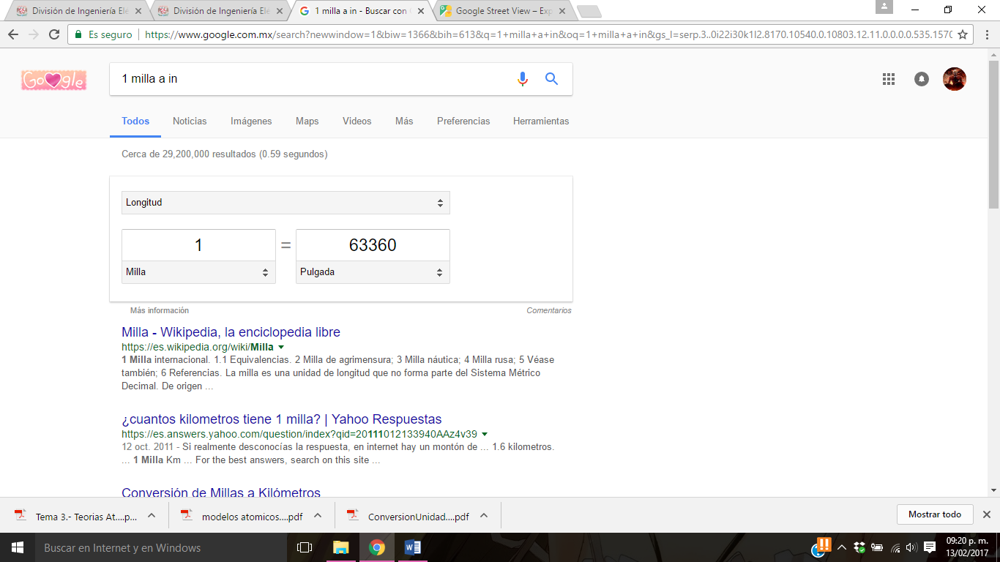 División de Ingeniería Elé
División de Ingeniería Elé
1 milla a in - Buscar con
Google Street View – Exp
Es seguro
https://www.google.com.mx/search?newwindow=1&biw=1366&bih=613&q=1+milla+a+in&oq=1+milla+a+in&gs_l=serp.3..0i22i30k1l2.8170.10540.0.10803.12.11.0.0.0.0.535.1570
Google
1 milla a in
Todos Noticias Imágenes Maps Videos Más Preferencias Herramientas
Cerca de 29,200,000 resultados (0.59 segundos)
Longitud
1 = 63360
Milla Pulgada
Más información Comentarios
Milla - Wikipedia, la enciclopedia libre
https://es.wikipedia.org/wiki/Milla
1 Milla internacional. 1.1 Equivalencias. 2 Milla de agrimensura; 3 Milla náutica; 4 Milla rusa; 5 Véase
también; 6 Referencias. La milla es una unidad de longitud que no forma parte del Sistema Métrico
Decimal. De origen ...
¿cuantos kilometros tiene 1 milla? | Yahoo Respuestas
https://es.answers.yahoo.com/question/index?qid=20111012133940AAz4v39
12 oct. 2011 - Si realmente desconocías la respuesta, en internet hay un montón de ... 1.6 kilometros.
... 1 Milla Km ... For the best answers, search on this site ...
Conversión de Millas a Kilómetros
Tema 3.- Teorias At....p...
modelos atomicos....pdf
ConversionUnidad....pdf
Mostrar todo
Buscar en Internet y en Windows
09:20 p. m.
13/02/2017